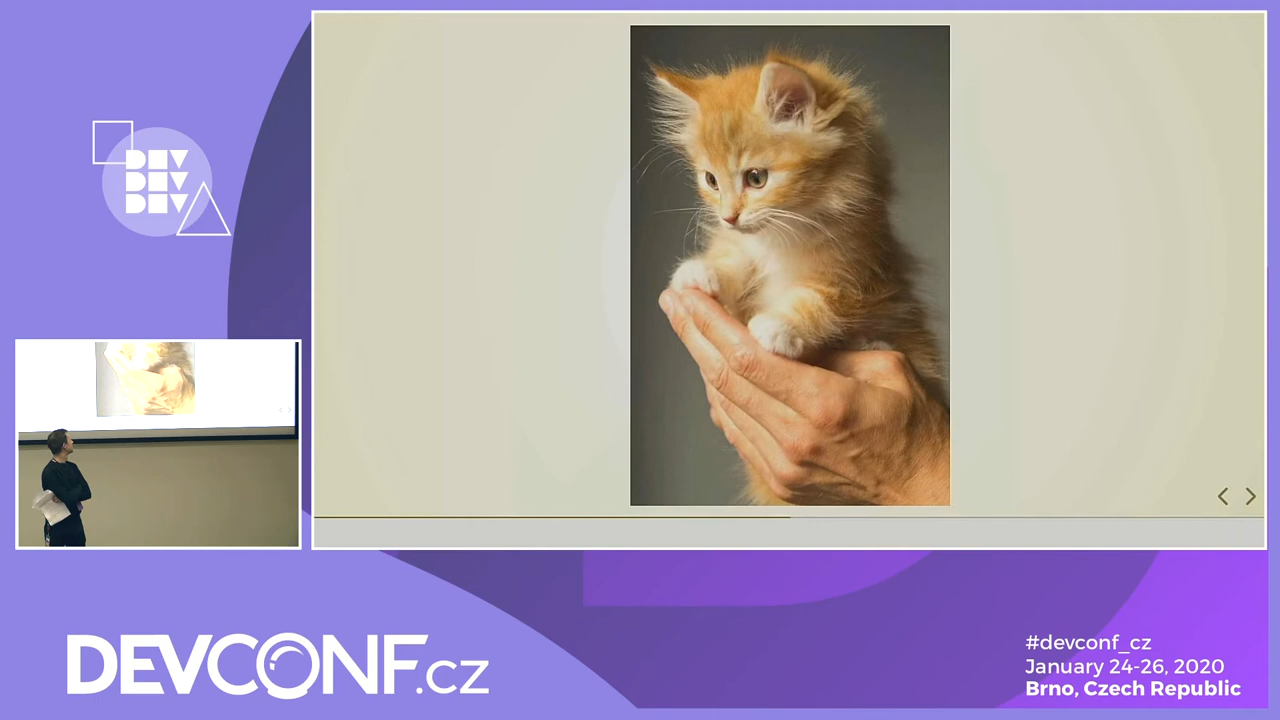 DEV
DEV
DEV
DEVCONF.cz
#devconf_cz
January 24-26, 2020
Brno, Czech Republic